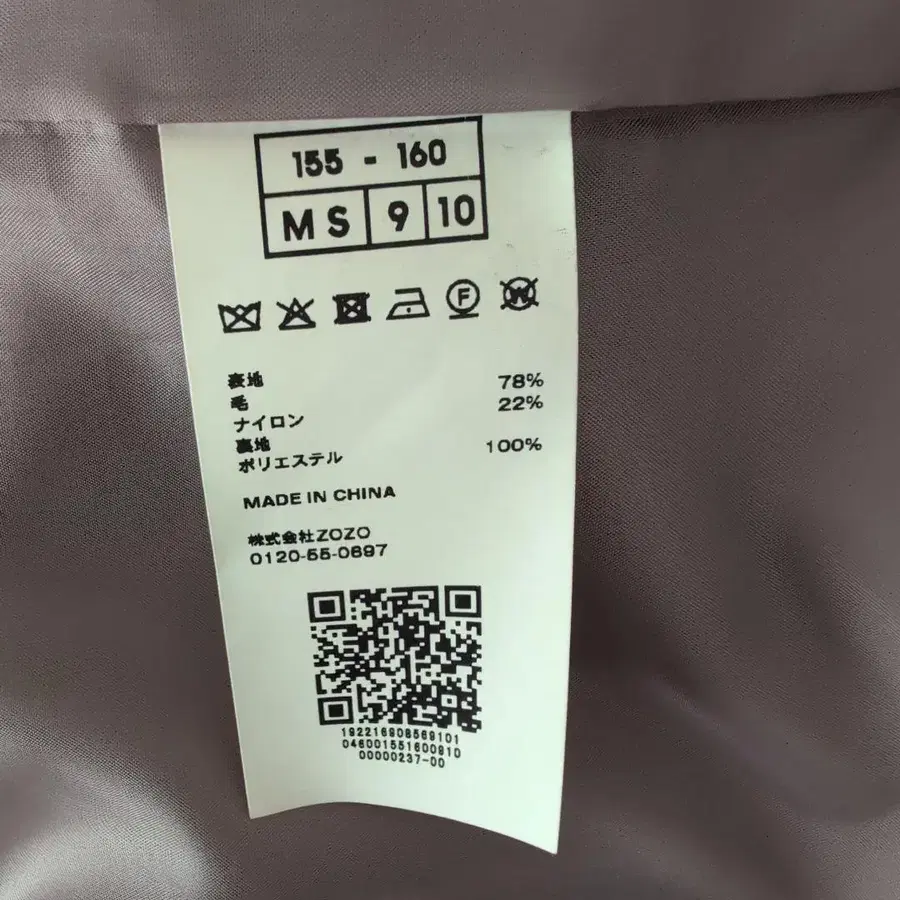 155 - 160
MS 9 10
F
W
表地
毛 78%
ナイロン 22%
裏地
ポリエステル 100%
MADE IN CHINA
株式会社ZOZO
0120-55-0697
192216908569101
046001551600910
00000237-00